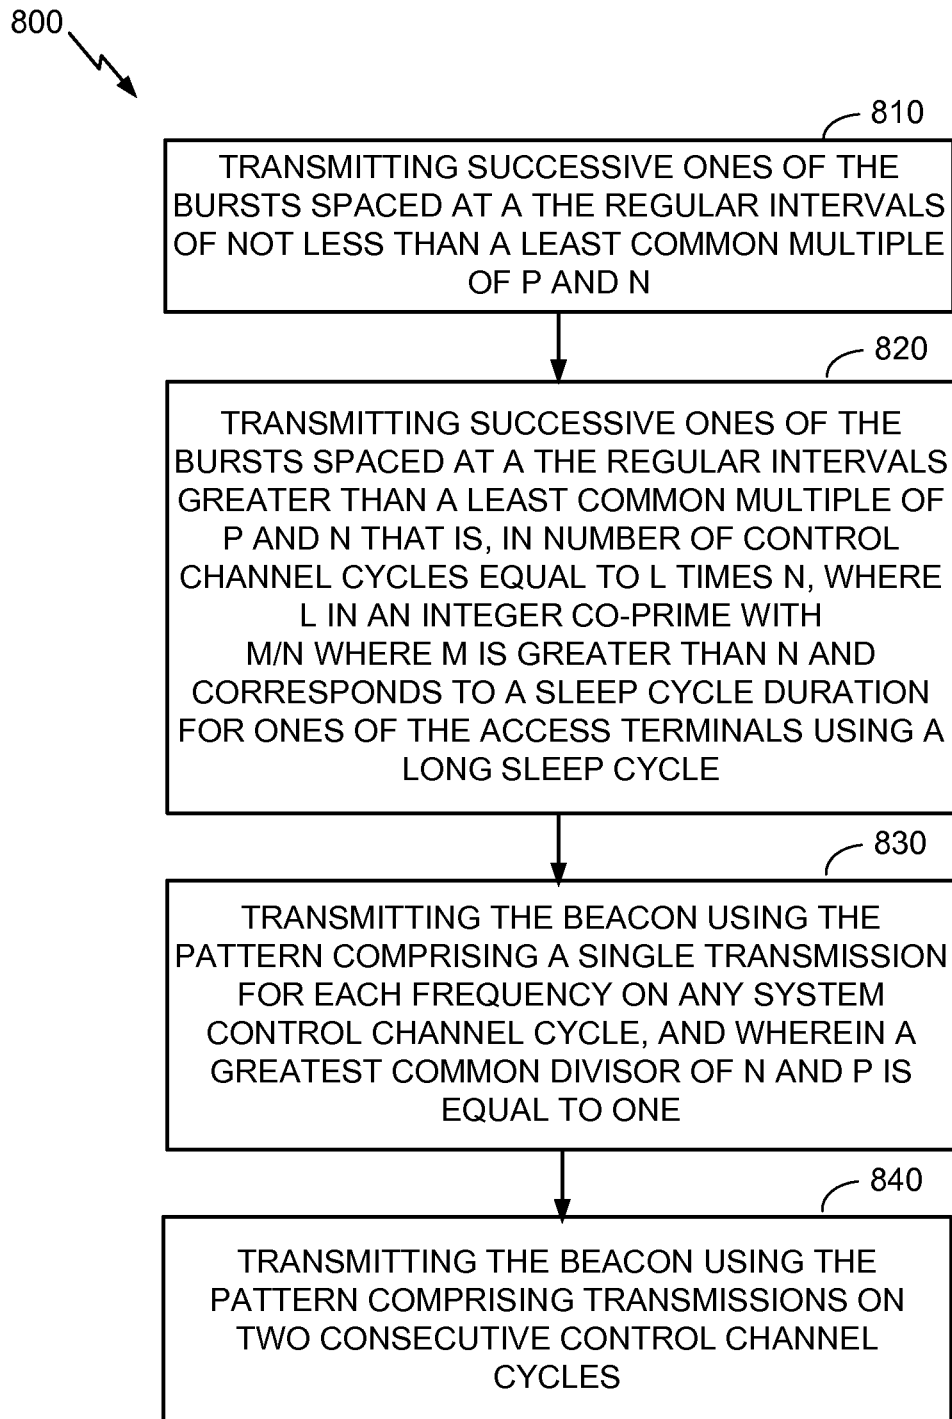 800
810
TRANSMITTING SUCCESSIVE ONES OF THE
BURSTS SPACED AT A THE REGULAR INTERVALS
OF NOT LESS THAN A LEAST COMMON MULTIPLE
OF P AND N
820
TRANSMITTING SUCCESSIVE ONES OF THE
BURSTS SPACED AT A THE REGULAR INTERVALS
GREATER THAN A LEAST COMMON MULTIPLE OF
P AND N THAT IS, IN NUMBER OF CONTROL
CHANNEL CYCLES EQUAL TO L TIMES N, WHERE
L IN AN INTEGER CO-PRIME WITH
M/N WHERE M IS GREATER THAN N AND
CORRESPONDS TO A SLEEP CYCLE DURATION
FOR ONES OF THE ACCESS TERMINALS USING A
LONG SLEEP CYCLE
830
TRANSMITTING THE BEACON USING THE
PATTERN COMPRISING A SINGLE TRANSMISSION
FOR EACH FREQUENCY ON ANY SYSTEM
CONTROL CHANNEL CYCLE, AND WHEREIN A
GREATEST COMMON DIVISOR OF N AND P IS
EQUAL TO ONE
840
TRANSMITTING THE BEACON USING THE
PATTERN COMPRISING TRANSMISSIONS ON
TWO CONSECUTIVE CONTROL CHANNEL
CYCLES